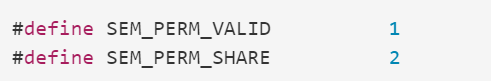 #define SEM_PERM_VALID 1
#define SEM_PERM_SHARE 2